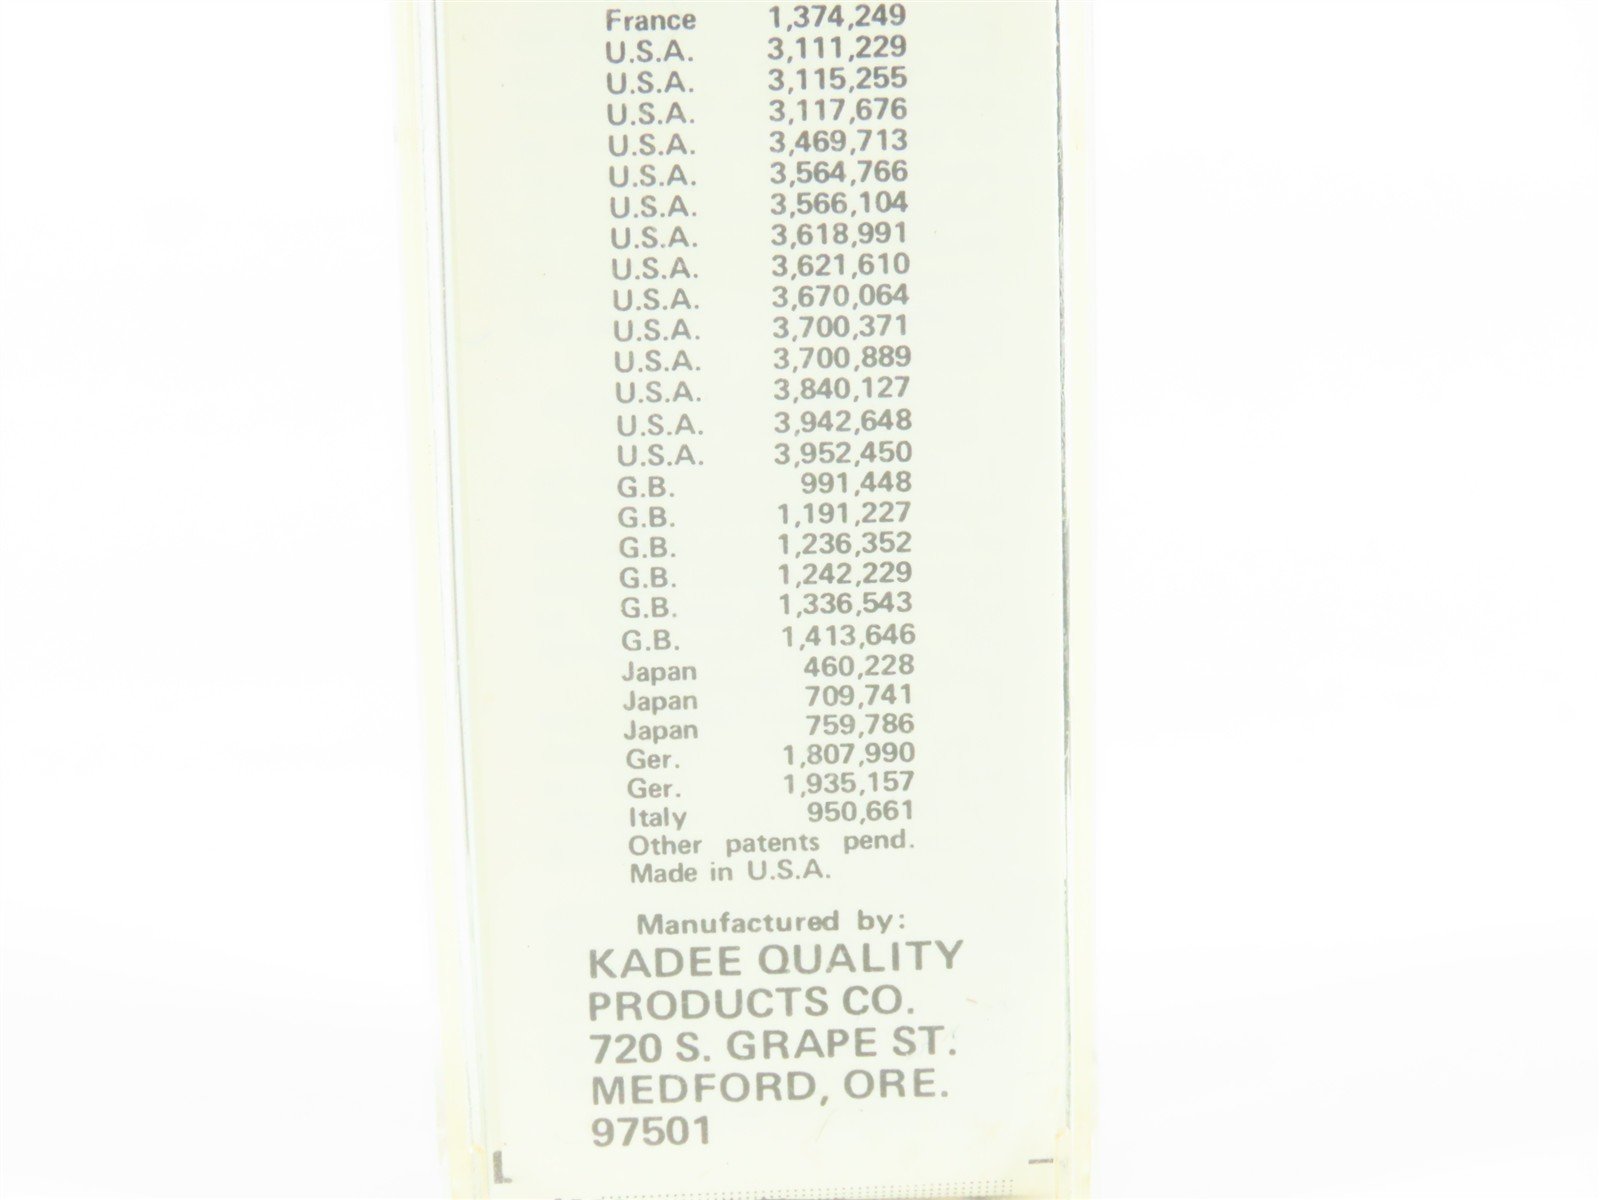 France 1,374,249
U.S.A. 3,111,229
U.S.A. 3,115,255
U.S.A. 3,117,676
U.S.A. 3,469,713
U.S.A. 3,564,766
U.S.A. 3,566,104
U.S.A. 3,618,991
U.S.A. 3,621,610
U.S.A. 3,670,064
U.S.A. 3,700,371
U.S.A. 3,700,889
U.S.A. 3,840,127
U.S.A. 3,942,648
U.S.A. 3,952,450
G.B. 991,448
G.B. 1,191,227
G.B. 1,236,352
G.B. 1,242,229
G.B. 1,336,543
G.B. 1,413,646
Japan 460,228
Japan 709,741
Japan 759,786
Ger. 1,807,990
Ger. 1,935,157
Italy 950,661
Other patents pend.
Made in U.S.A.
Manufactured by:
KADEE QUALITY
PRODUCTS CO.
720 S. GRAPE ST.
MEDFORD, ORE.
97501